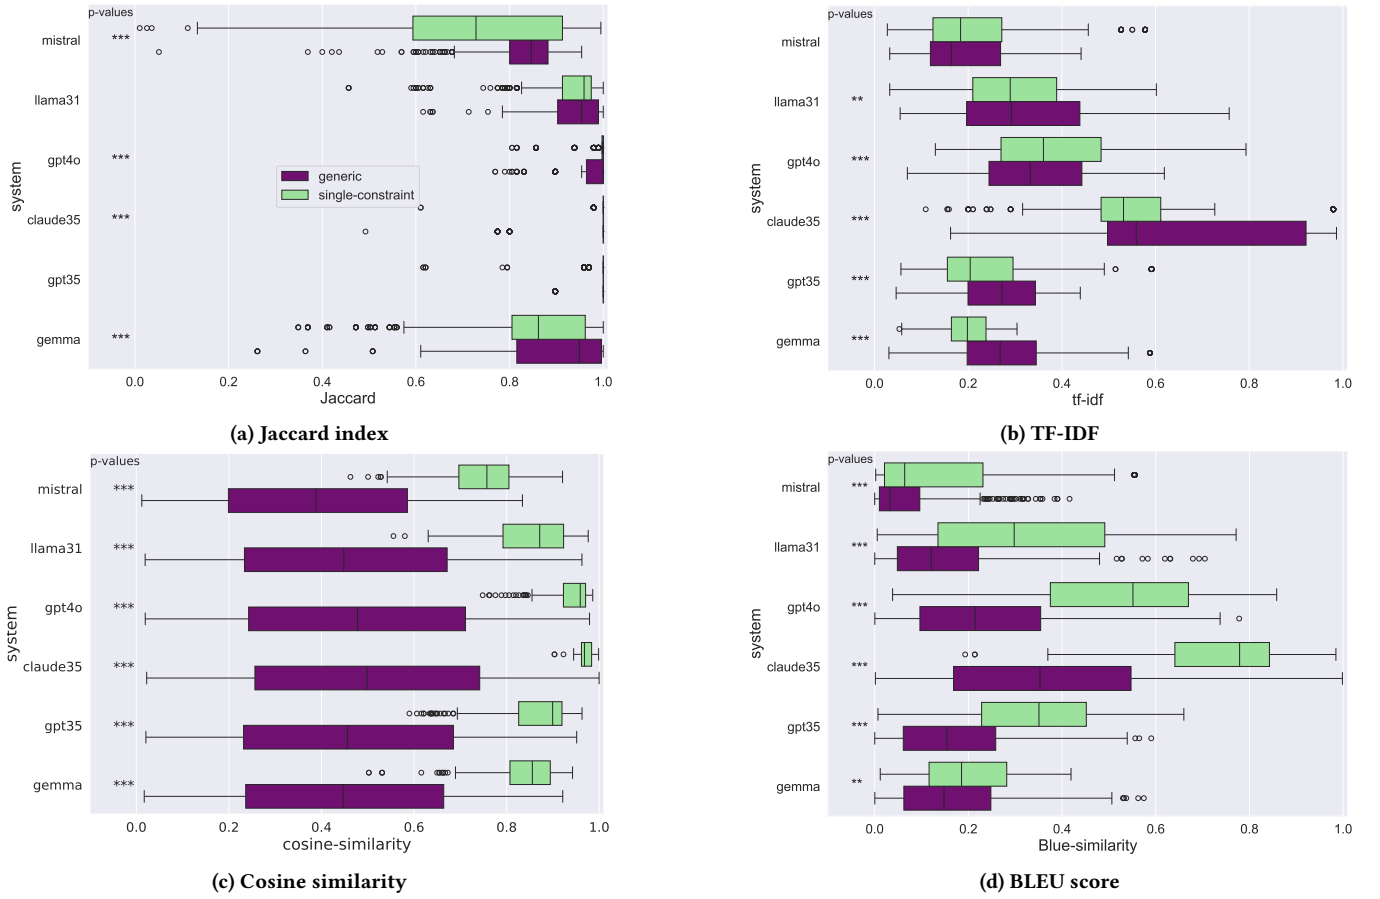 p-values
mistral
***
llama31
gpt4o
***
claude35
***
gpt35
gemma
***
system
generic
single-constraint
0.0 0.2 0.4 0.6 0.8 1.0
Jaccard
(a) Jaccard index
p-values
mistral
llama31
**
gpt4o
***
claude35
***
gpt35
***
gemma
***
system
0.0 0.2 0.4 0.6 0.8 1.0
tf-idf
(b) TF-IDF
p-values
mistral
***
llama31
***
gpt4o
***
claude35
***
gpt35
***
gemma
***
system
0.0 0.2 0.4 0.6 0.8 1.0
cosine-similarity
(c) Cosine similarity
p-values
mistral
***
llama31
***
gpt4o
***
claude35
***
gpt35
***
gemma
**
system
0.0 0.2 0.4 0.6 0.8 1.0
Blue-similarity
(d) BLEU score